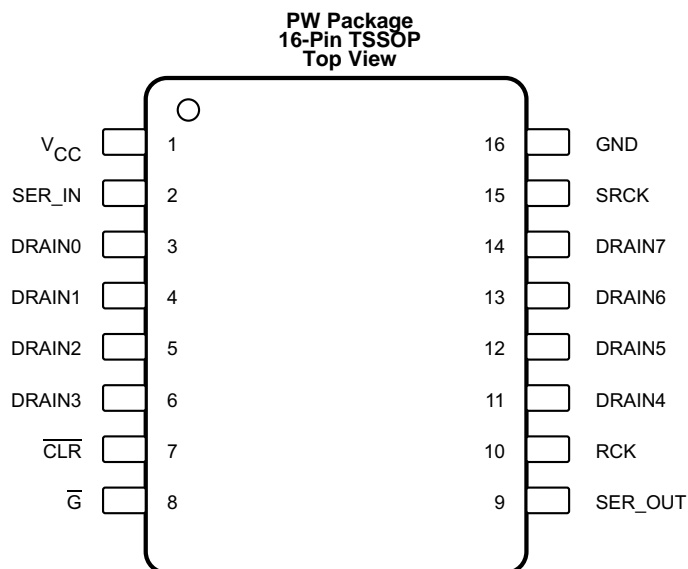 PW Package
16-Pin TSSOP
Top View
VCC 1 16 GND
SER_IN 2 15 SRCK
DRAIN0 3 14 DRAIN7
DRAIN1 4 13 DRAIN6
DRAIN2 5 12 DRAIN5
DRAIN3 6 11 DRAIN4
C̅L̅R̅ 7 10 RCK
G̅ 8 9 SER_OUT